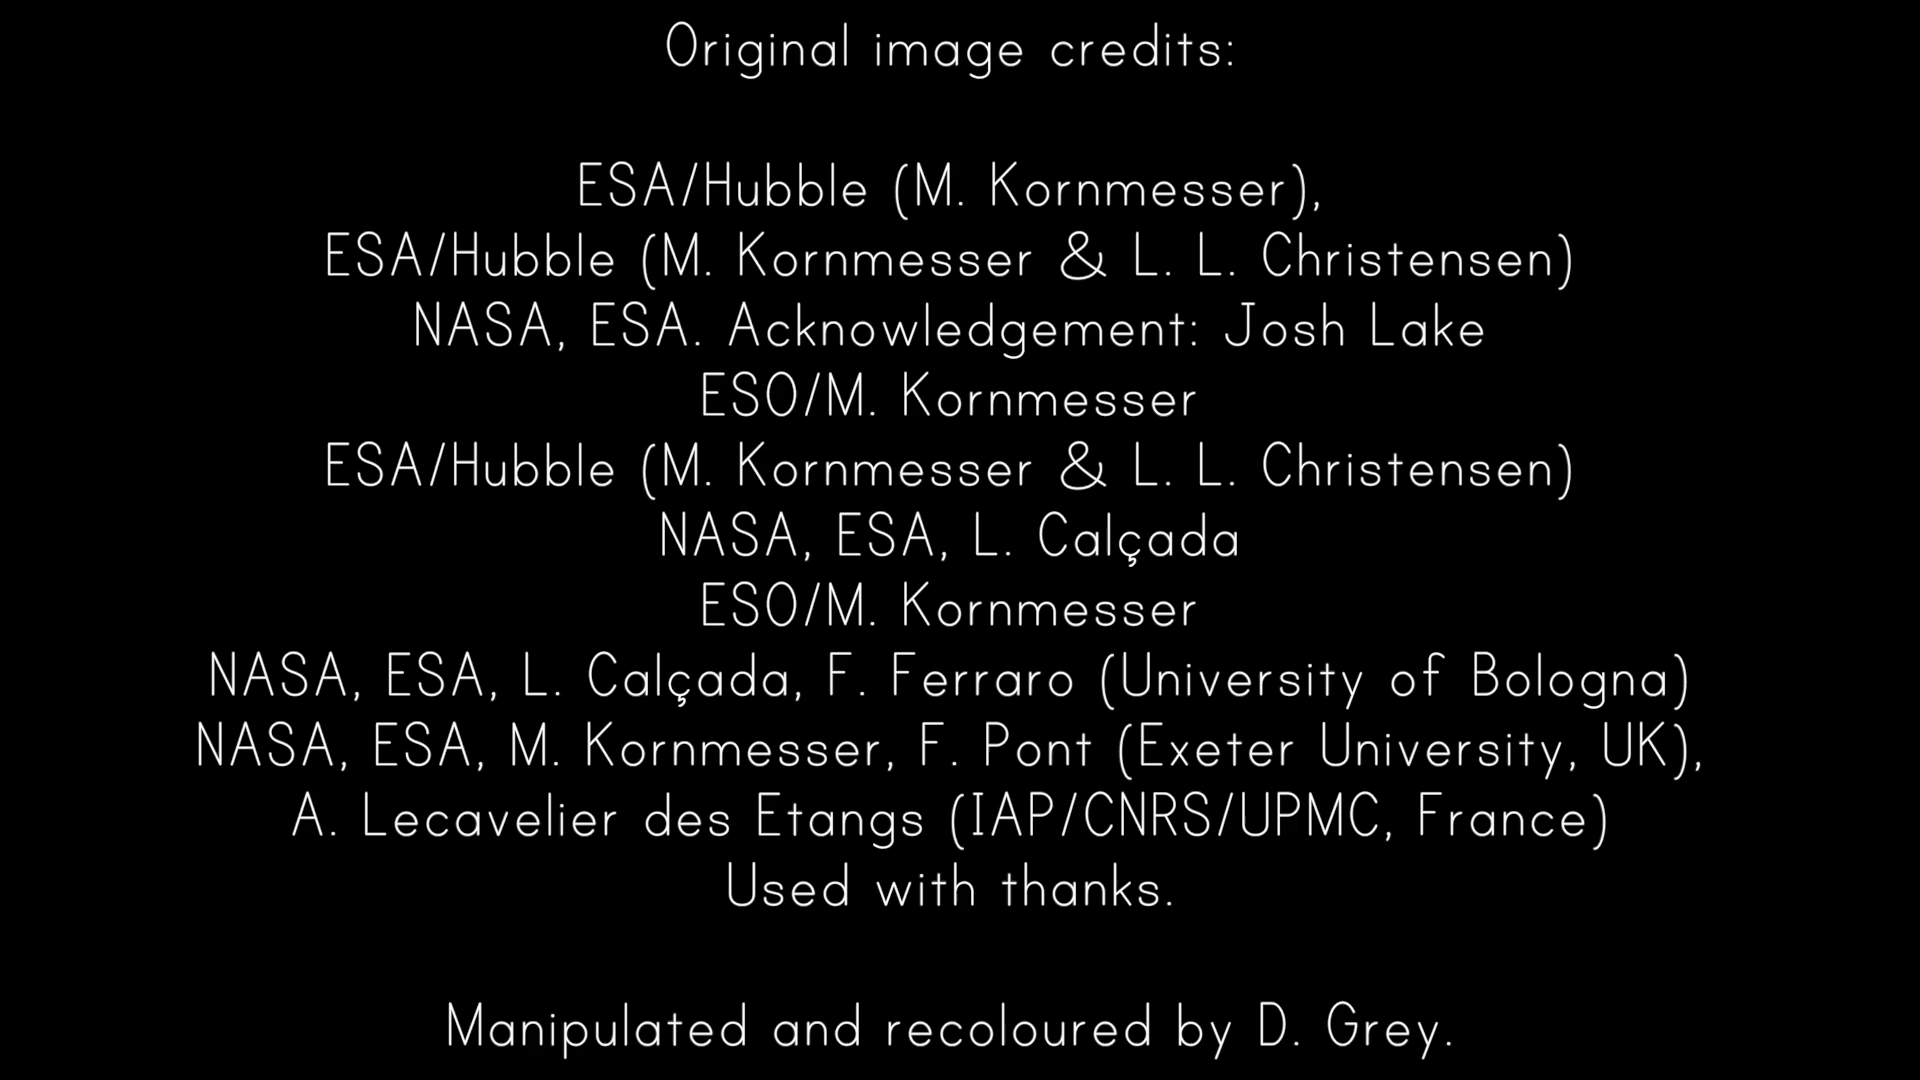 Original image credits:
ESA/Hubble (M. Kornmesser),
ESA/Hubble (M. Kornmesser & L. L. Christensen)
NASA, ESA. Acknowledgement: Josh Lake
ESO/M. Kornmesser
ESA/Hubble (M. Kornmesser & L. L. Christensen)
NASA, ESA, L. Calçada
ESO/M. Kornmesser
NASA, ESA, L. Calçada, F. Ferraro (University of Bologna)
NASA, ESA, M. Kornmesser, F. Pont (Exeter University, UK),
A. Lecavelier des Etangs (IAP/CNRS/UPMC, France)
Used with thanks.
Manipulated and recoloured by D. Grey.